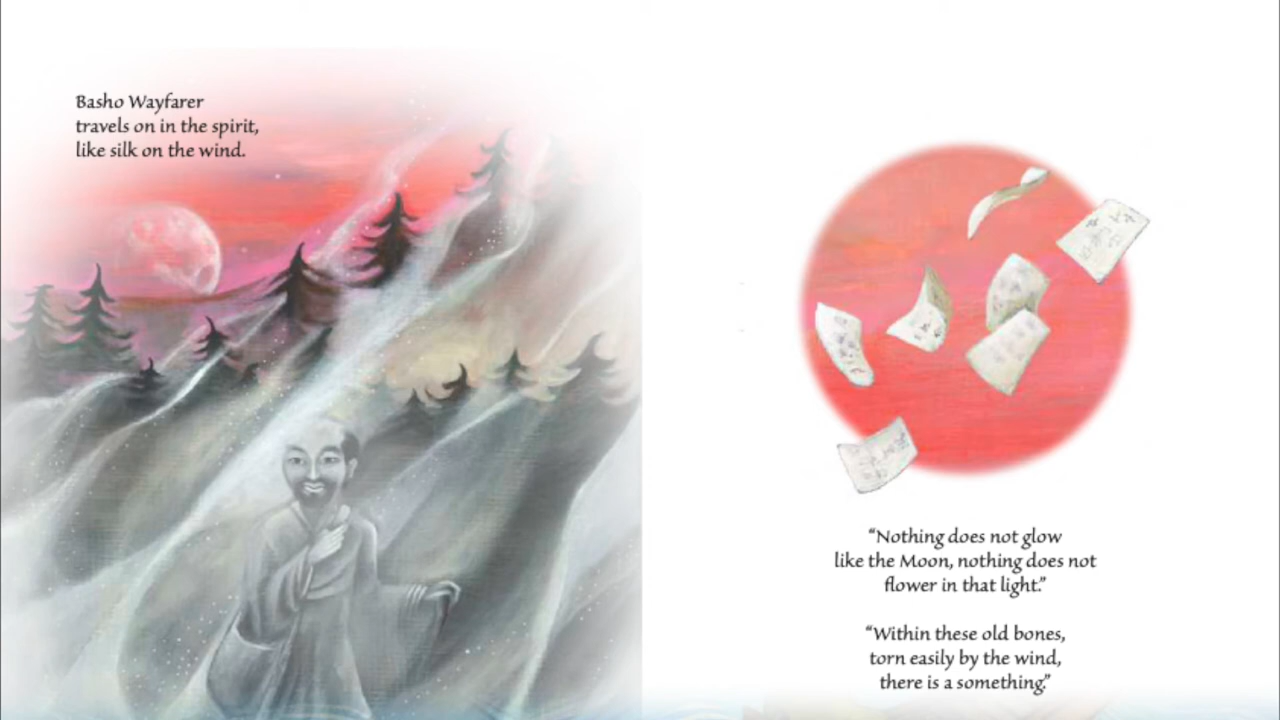 Basho Wayfarer
travels on in the spirit,
like silk on the wind.
“Nothing does not glow
like the Moon, nothing does not
flower in that light.”
“Within these old bones,
torn easily by the wind,
there is a something.”